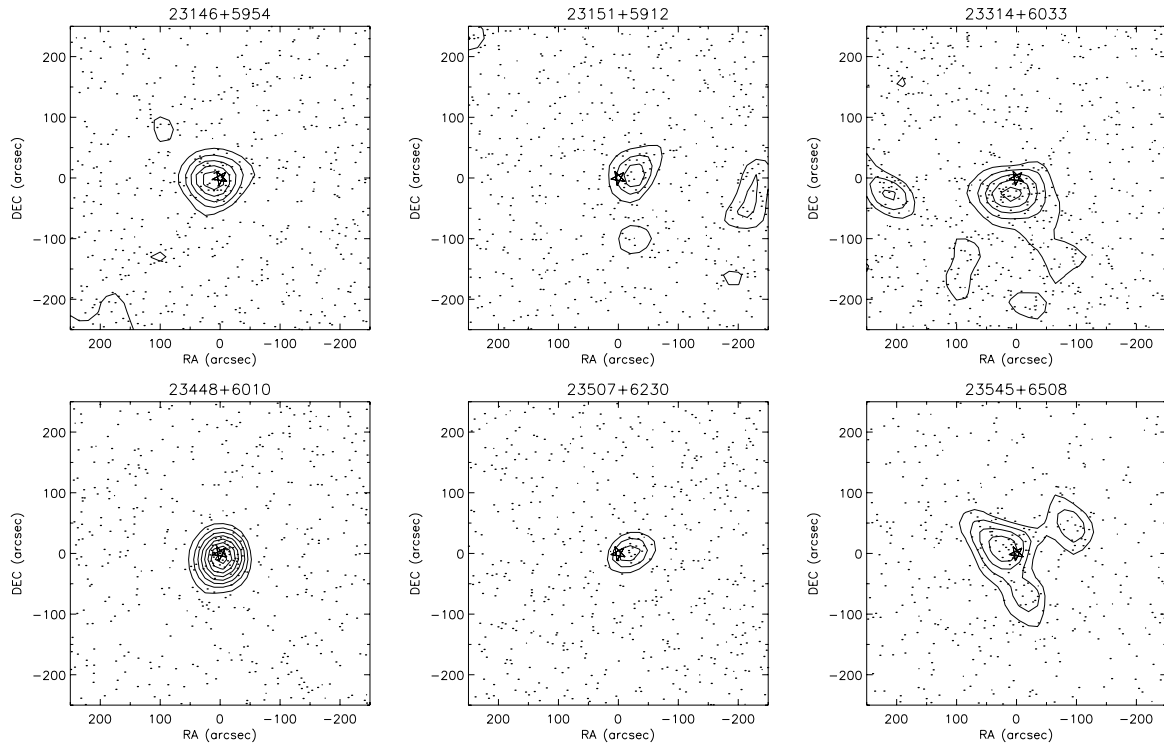 23146+5954 23151+5912 23314+6033
200 200 200
100 100 100
0 0 0
−100 −100 −100
−200 −200 −200
DEC (arcsec) DEC (arcsec) DEC (arcsec)
200 100 0 −100 −200 200 100 0 −100 −200 200 100 0 −100 −200
RA (arcsec) RA (arcsec) RA (arcsec)
23448+6010 23507+6230 23545+6508
200 200 200
100 100 100
0 0 0
−100 −100 −100
−200 −200 −200
DEC (arcsec) DEC (arcsec) DEC (arcsec)
200 100 0 −100 −200 200 100 0 −100 −200 200 100 0 −100 −200
RA (arcsec) RA (arcsec) RA (arcsec)